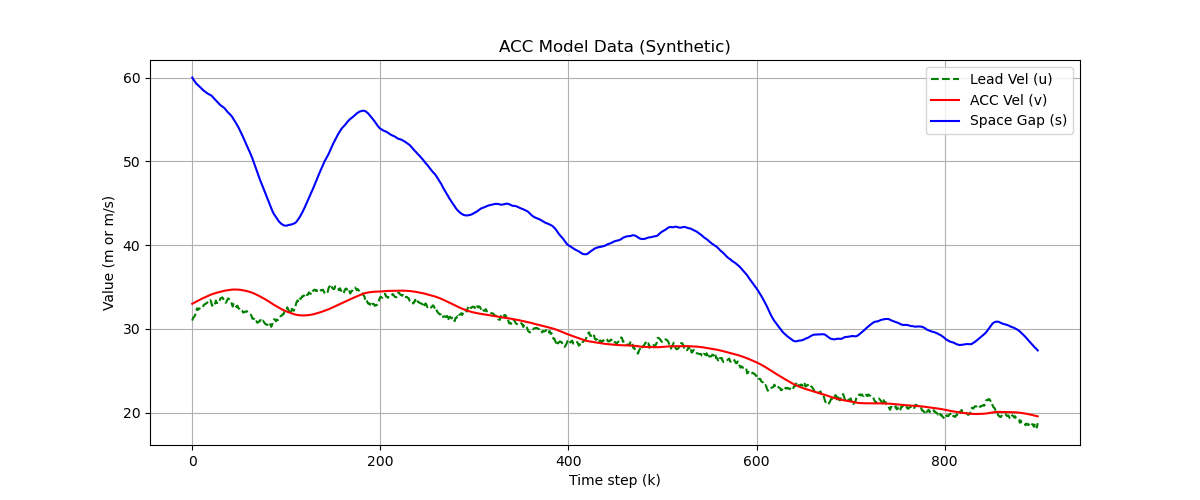 ACC Model Data (Synthetic)
Lead Vel (u)
ACC Vel (v)
Space Gap (s)
Value (m or m/s)
60
50
40
30
20
0 200 400 600 800
Time step (k)